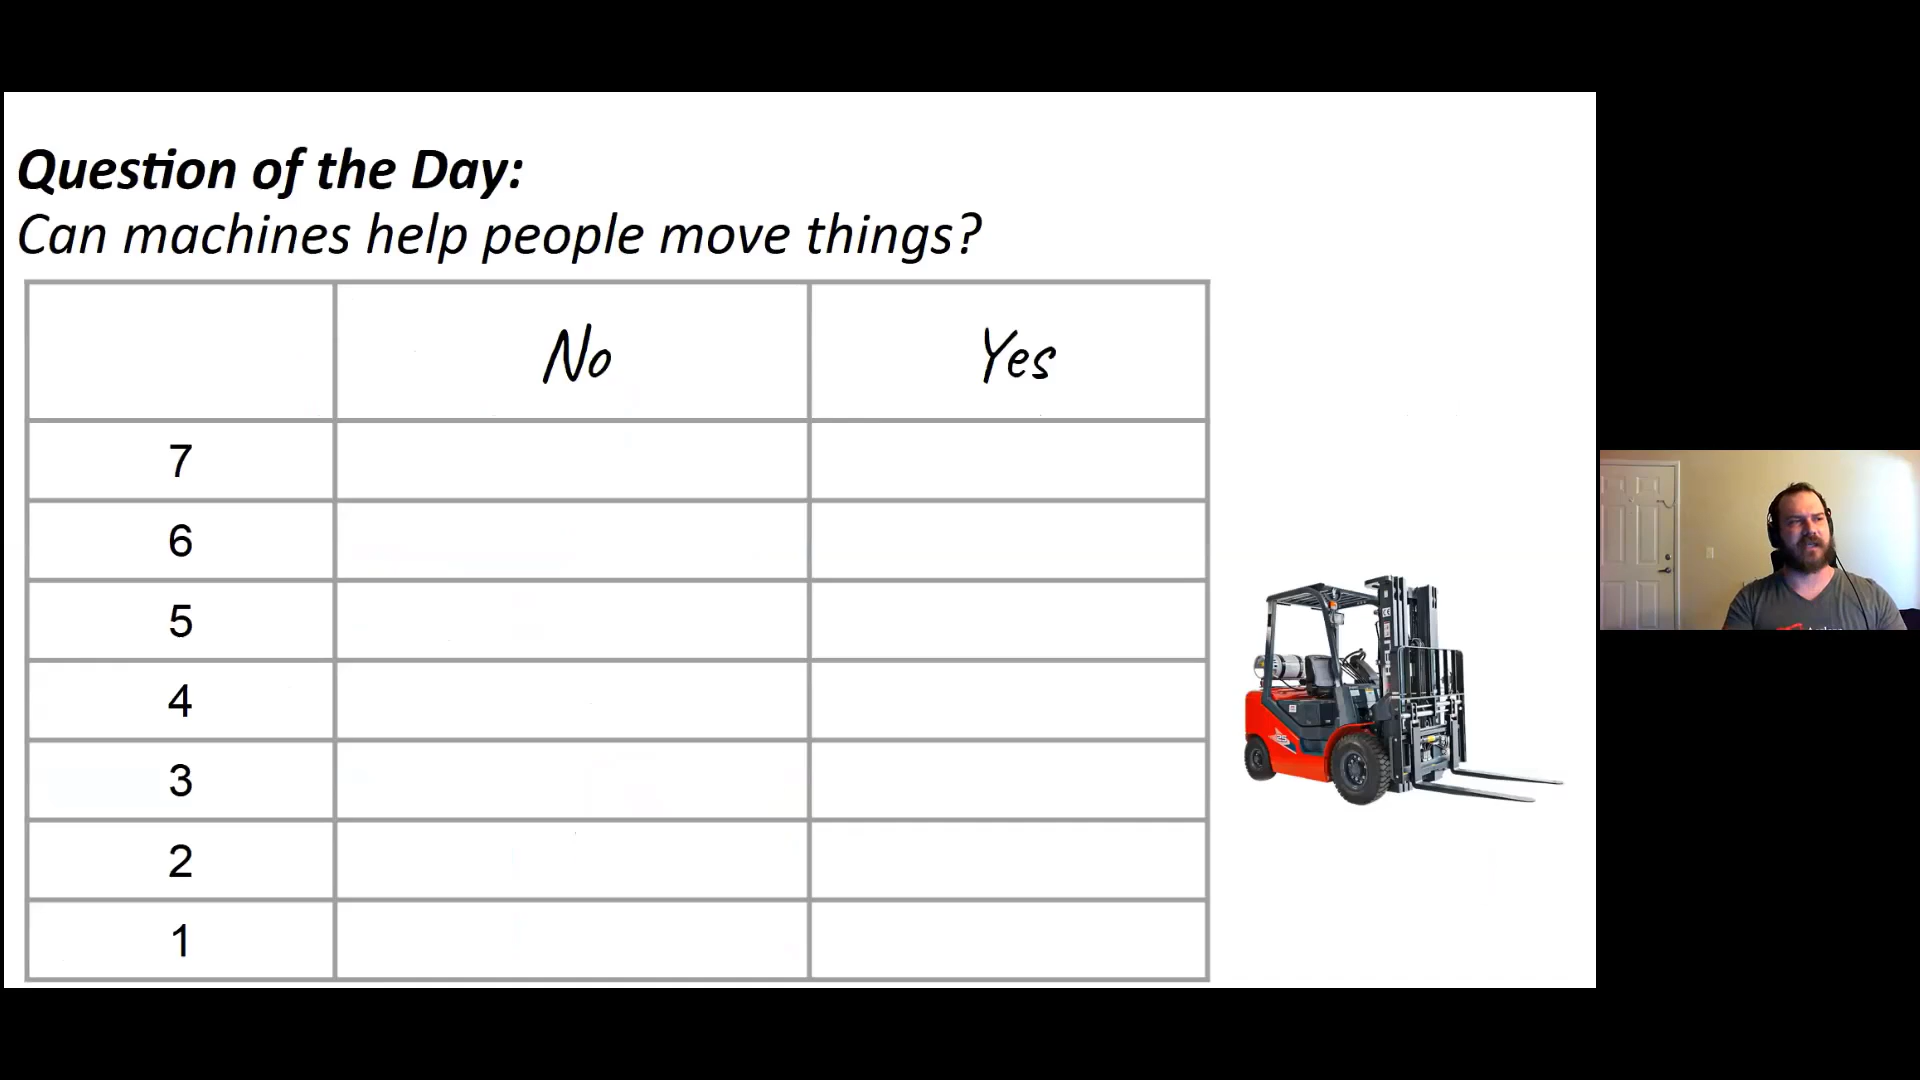 Question of the Day:
Can machines help people move things?
No Yes
7
6
5
4
3
2
1